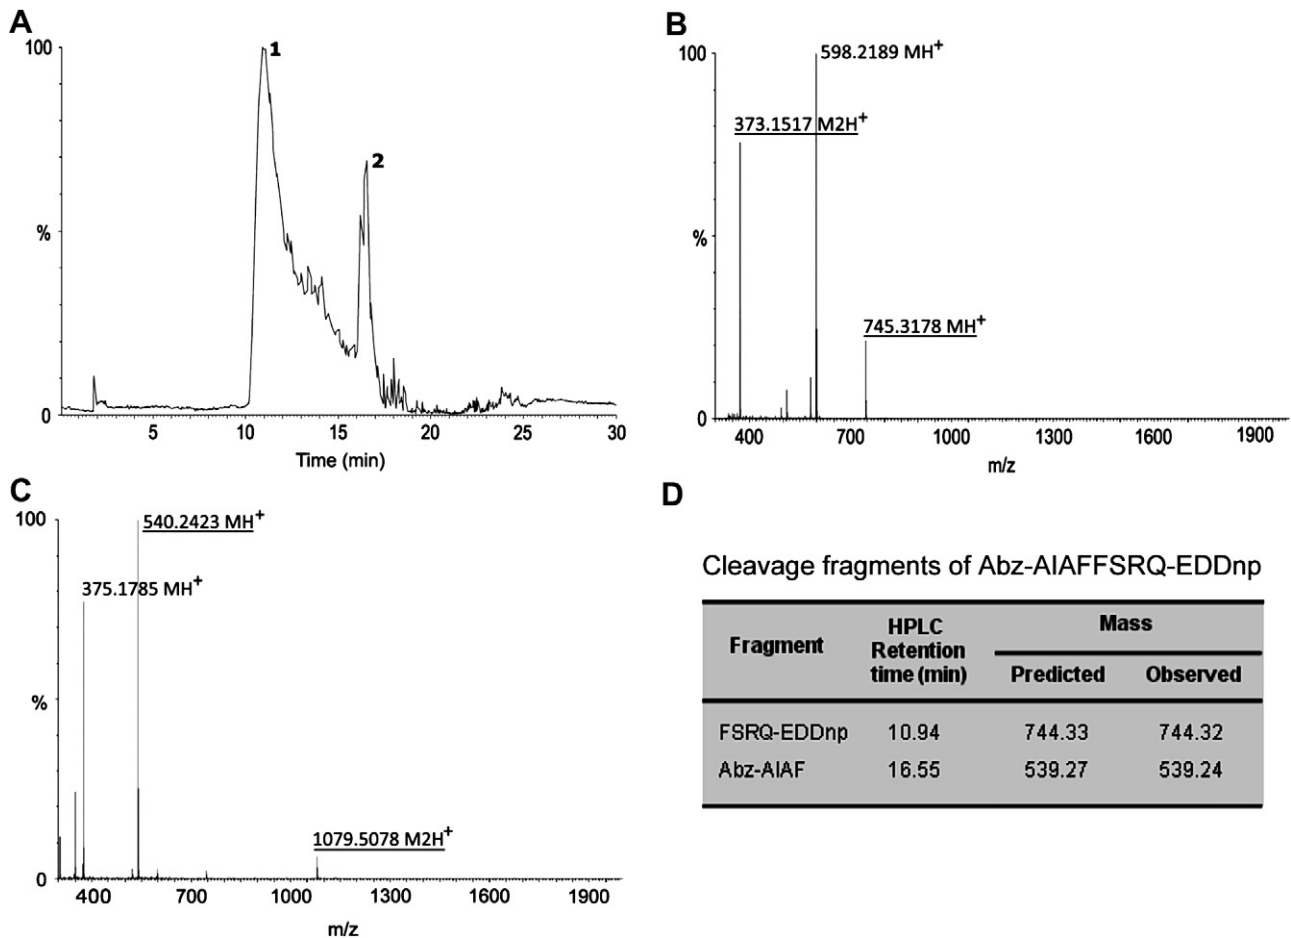 A
100
1
2
%
0
5
10
15
20
25
30
Time (min)
B
100
598.2189 MH+
373.1517 M2H+
%
745.3178 MH+
0
400
700
1000
1300
1600
1900
m/z
C
100
540.2423 MH+
375.1785 MH+
%
1079.5078 M2H+
0
400
700
1000
1300
1600
1900
m/z
D
Cleavage fragments of Abz-AIAFFSRQ-EDDnp
Fragment
HPLC
Retention
time (min)
Mass
Predicted
Observed
FSRQ-EDDnp 10.94 744.33 744.32
Abz-AIAF 16.55 539.27 539.24